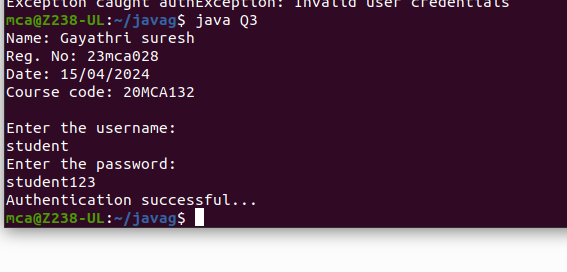 Exception caught authException: Invalid user credentials
mca@Z238-UL:~/javag$ java Q3
Name: Gayathri suresh
Reg. No: 23mca028
Date: 15/04/2024
Course code: 20MCA132
Enter the username:
student
Enter the password:
student123
Authentication successful...
mca@Z238-UL:~/javag$